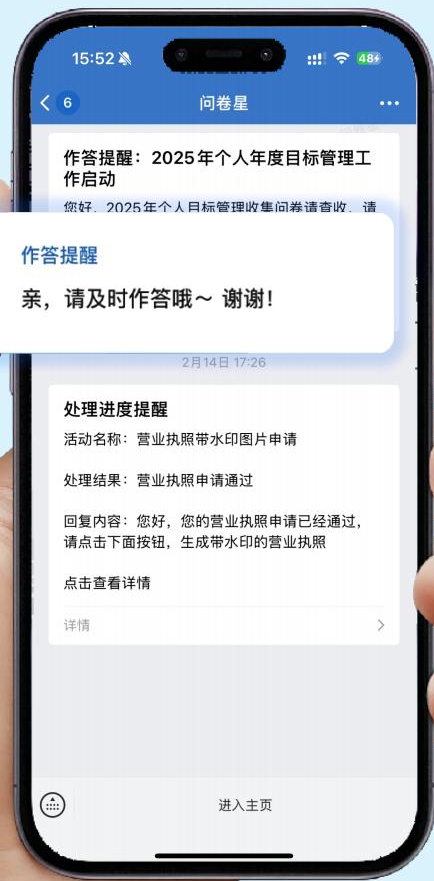 15:52
48
6
问卷星
作答提醒：2025年个人年度目标管理工
作启动
您好，2025年个人目标管理收集问卷请查收，请
作答提醒
亲，请及时作答哦～ 谢谢！
2月14日 17:26
处理进度提醒
活动名称：营业执照带水印图片申请
处理结果：营业执照申请通过
回复内容：您好，您的营业执照申请已经通过，
请点击下面按钮，生成带水印的营业执照
点击查看详情
详情
进入主页